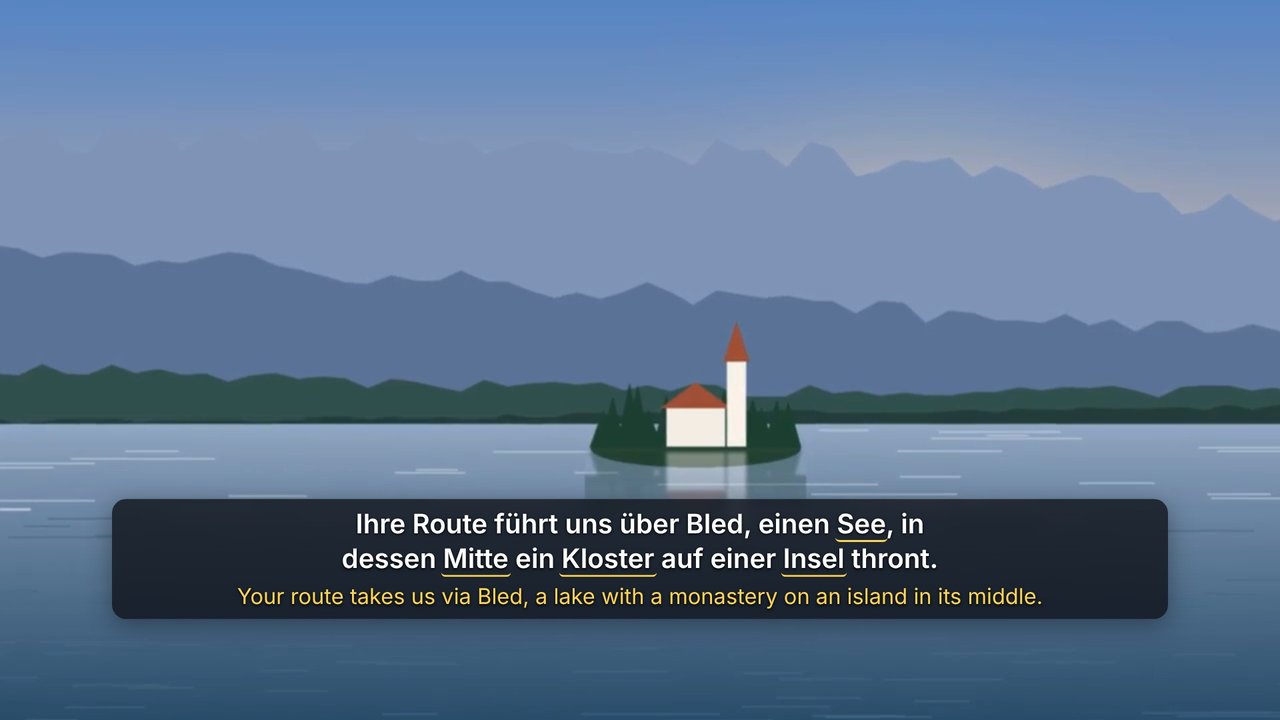 Ihre Route führt uns über Bled, einen See, in
dessen Mitte ein Kloster auf einer Insel thront.
Your route takes us via Bled, a lake with a monastery on an island in its middle.